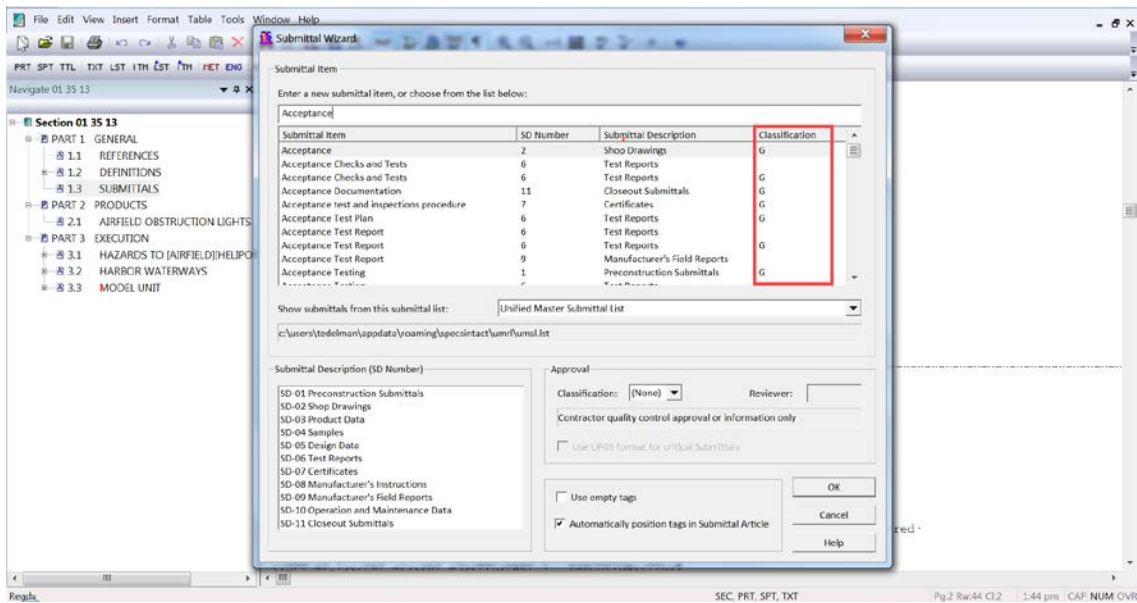 File Edit View Insert Format Table Tools Window Help
PRT SPT TTL TXT LST ITM LST ITM MET ENG
Navigate 01 35 13
Section 01 35 13
PART 1 GENERAL
1.1 REFERENCES
1.2 DEFINITIONS
1.3 SUBMITTALS
PART 2 PRODUCTS
2.1 AIRFIELD OBSTRUCTION LIGHTS
PART 3 EXECUTION
3.1 HAZARDS TO [AIRFIELD][HELIPO
3.2 HARBOR WATERWAYS
3.3 MODEL UNIT
Submittal Wizard
Submittal Item
Enter a new submittal item, or choose from the list below:
Acceptance
Submittal Item SD Number Submittal Description Classification
Acceptance 2 Shop Drawings G
Acceptance Checks and Tests 6 Test Reports
Acceptance Checks and Tests 6 Test Reports G
Acceptance Documentation 11 Closeout Submittals G
Acceptance test and inspections procedure 7 Certificates G
Acceptance Test Plan 6 Test Reports G
Acceptance Test Report 6 Test Reports
Acceptance Test Report 6 Test Reports G
Acceptance Test Report 9 Manufacturer's Field Reports
Acceptance Testing 1 Preconstruction Submittals G
Show submittals from this submittal list: Unified Master Submittal List
c:\users\tedelman\appdata\roaming\specsintact\umrl\umsl.lst
Submittal Description (SD Number)
SD-01 Preconstruction Submittals
SD-02 Shop Drawings
SD-03 Product Data
SD-04 Samples
SD-05 Design Data
SD-06 Test Reports
SD-07 Certificates
SD-08 Manufacturer's Instructions
SD-09 Manufacturer's Field Reports
SD-10 Operation and Maintenance Data
SD-11 Closeout Submittals
Approval
Classification: (None) Reviewer:
Contractor quality control approval or information only
Use UFGS format for critical Submittals
Use empty tags
Automatically position tags in Submittal Article
OK
Cancel
Help
red
Ready
SEC, PRT, SPT, TXT Pg:2 Rw:44 Cl:2 1:44 pm CAP NUM OVR